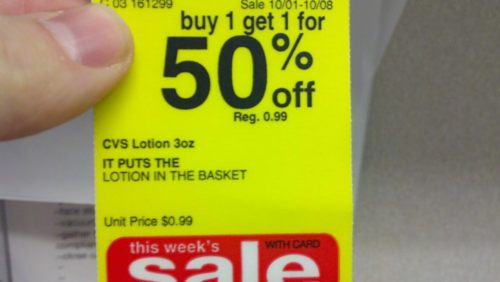 03 161299
Sale 10/01-10/08
buy 1 get 1 for
50% off
Reg. 0.99
CVS Lotion 3oz
IT PUTS THE
LOTION IN THE BASKET
Unit Price $0.99
this week's
WITH CARD
sale